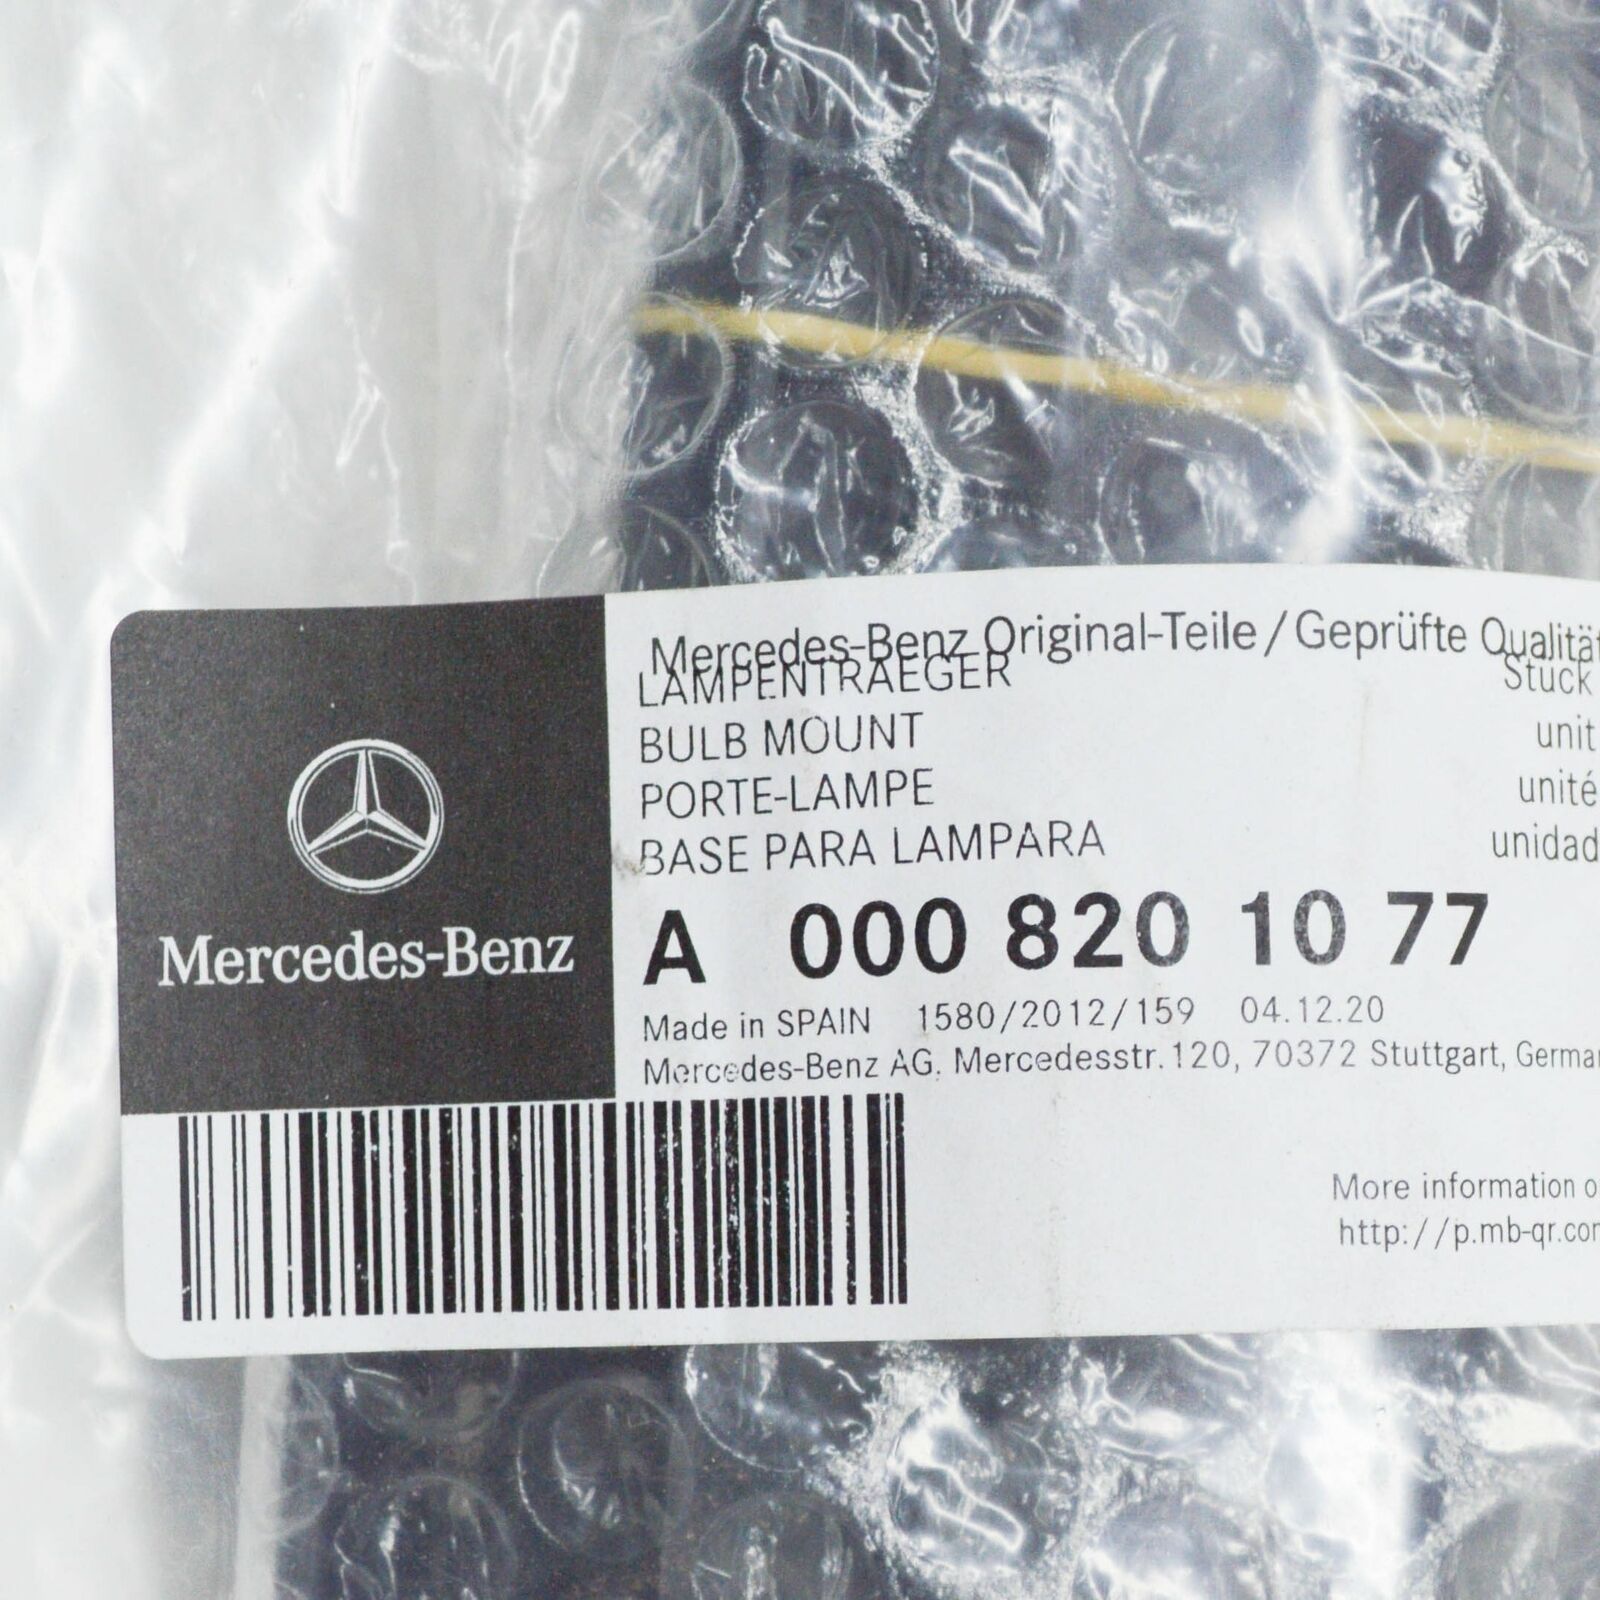 Mercedes-Benz Original-Teile / Geprüfte Qualität
LAMPENTRAEGER Stuck
BULB MOUNT unit
PORTE-LAMPE unité
BASE PARA LAMPARA unidad
A 000 820 10 77
Made in SPAIN 1580/2012/159 04.12.20
Mercedes-Benz AG, Mercedesstr. 120, 70372 Stuttgart, German
Mercedes-Benz
More information o
http://p.mb-qr.com